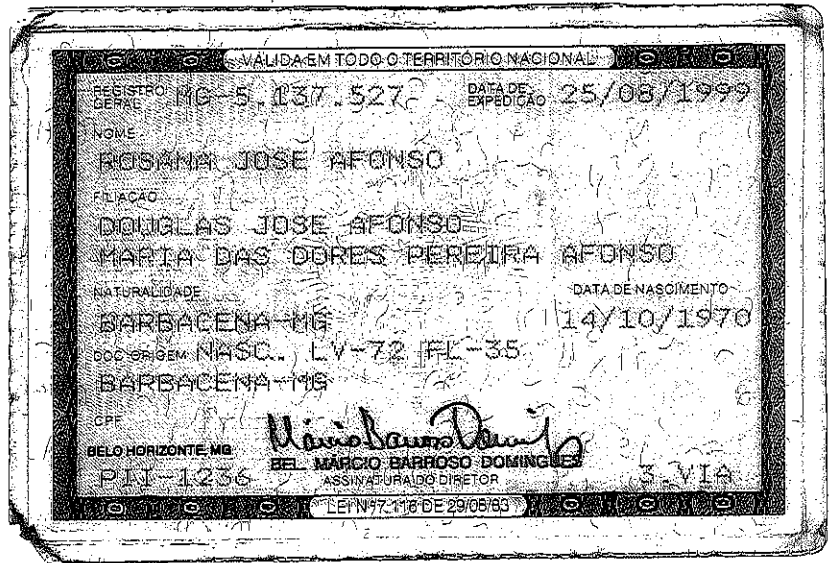 VÁLIDA EM TODO O TERRITÓRIO NACIONAL
REGISTRO GERAL MG-5.137.527 DATA DE EXPEDIÇÃO 25/08/1999
NOME
ROSANA JOSE AFONSO
FILIAÇÃO
DOUGLAS JOSE AFONSO
MARIA DAS DORES PEREIRA AFONSO
NATURALIDADE DATA DE NASCIMENTO
BARBACENA-MG 14/10/1970
DOC ORIGEM NASC. LV-72 FL-35
BARBACENA-MG
CPF
BELO HORIZONTE, MG
BEL. MÁRCIO BARROSO DOMINGUES
PII-1236 ASSINATURA DO DIRETOR 3.VIA
LEI Nº 7.116 DE 29/08/83